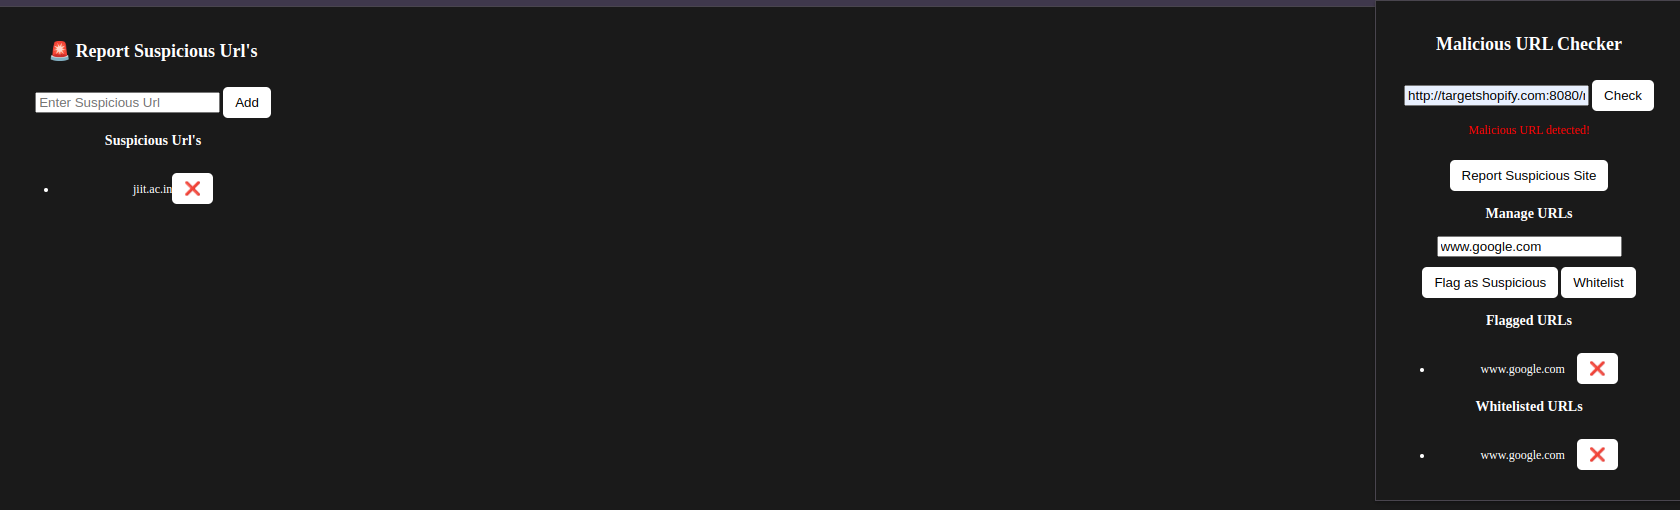 🚨 Report Suspicious Url's
Enter Suspicious Url Add
Suspicious Url's
jiit.ac.in ❌
Malicious URL Checker
http://targetshopify.com:8080/ Check
Malicious URL detected!
Report Suspicious Site
Manage URLs
www.google.com
Flag as Suspicious Whitelist
Flagged URLs
www.google.com ❌
Whitelisted URLs
www.google.com ❌